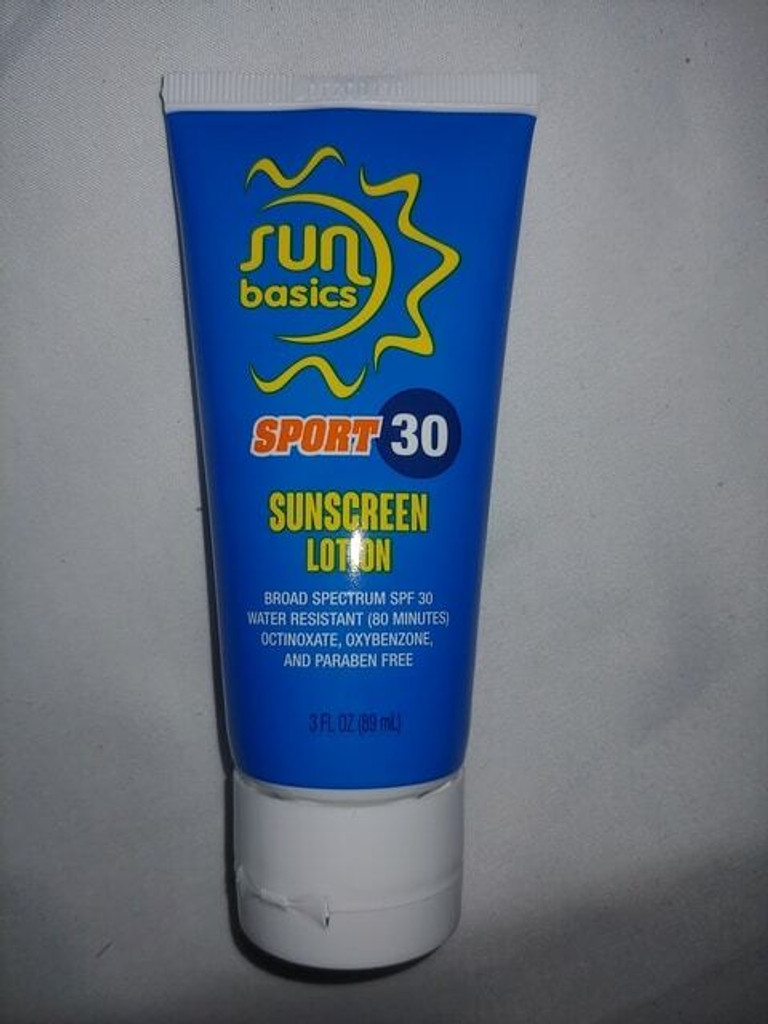 sun
basics
SPORT 30
SUNSCREEN
LOTION
BROAD SPECTRUM SPF 30
WATER RESISTANT (80 MINUTES)
OCTINOXATE, OXYBENZONE,
AND PARABEN FREE
3 FL OZ (89 mL)